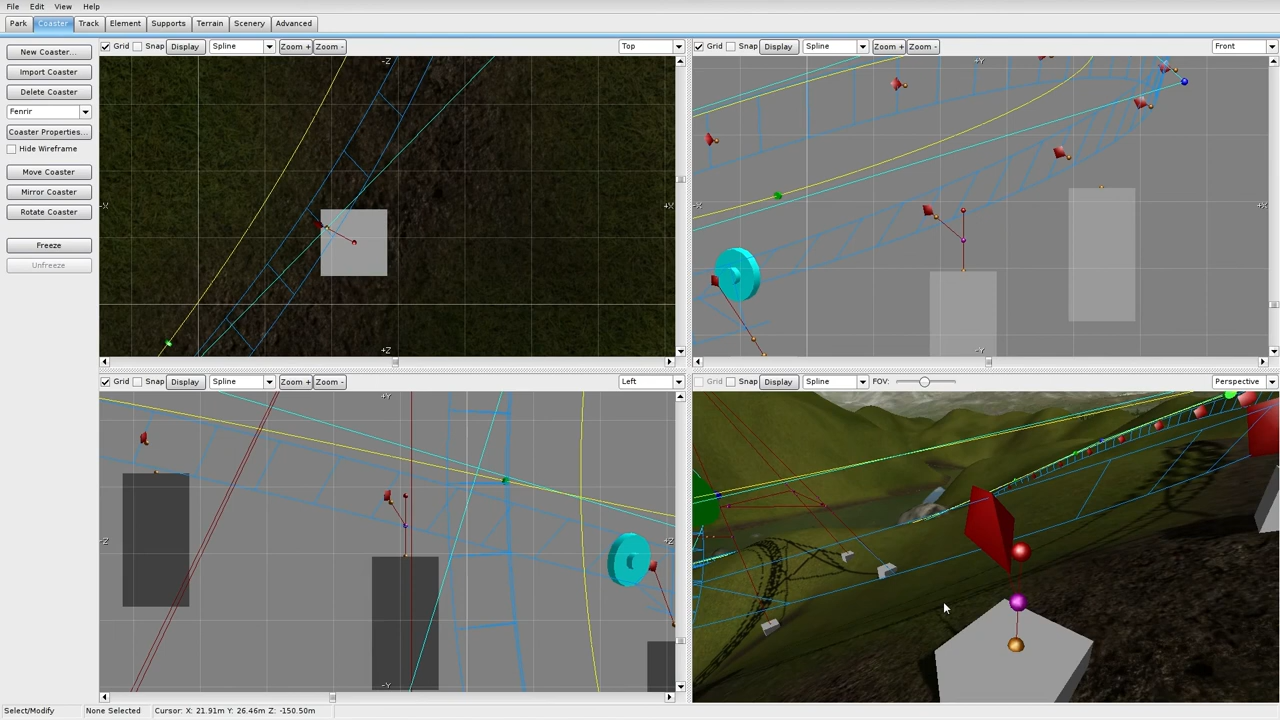 File Edit View Help
Park Coaster Track Element Supports Terrain Scenery Advanced
New Coaster...
Import Coaster
Delete Coaster
Fenrir
Coaster Properties...
Hide Wireframe
Move Coaster
Mirror Coaster
Rotate Coaster
Freeze
Unfreeze
Grid Snap Display Spline Zoom + Zoom - Top
-Z
-X
+X
+Z
Grid Snap Display Spline Zoom + Zoom - Front
+Y
-X
+X
-Y
Grid Snap Display Spline Zoom + Zoom - Left
+Y
-Z
+Z
-Y
Grid Snap Display Spline FOV: Perspective
Select/Modify None Selected Cursor: X: 21.91m Y: 26.46m Z: -150.50m